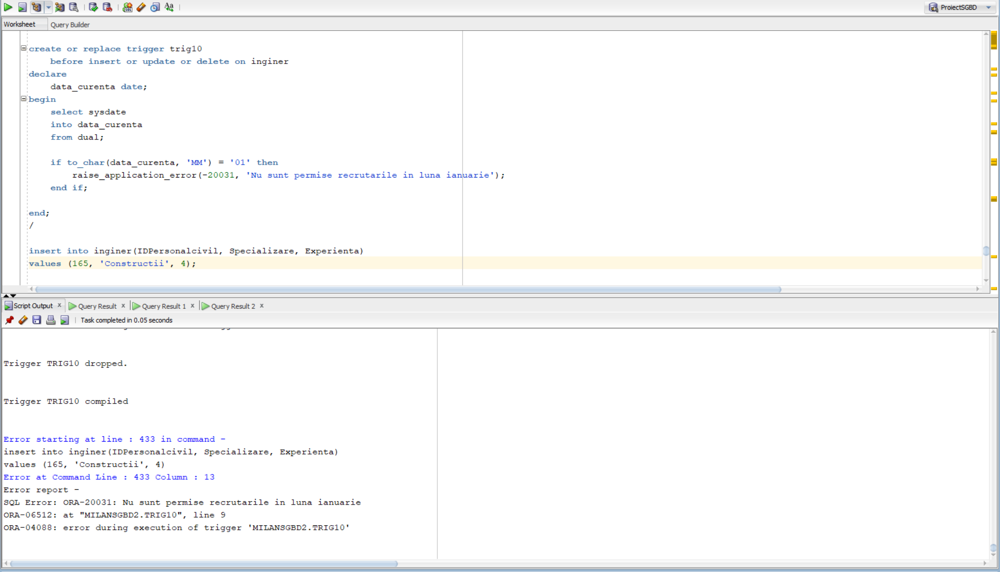 ProiectSGBD
Worksheet Query Builder
create or replace trigger trig10
before insert or update or delete on inginer
declare
data_curenta date;
begin
select sysdate
into data_curenta
from dual;
if to_char(data_curenta, 'MM') = '01' then
raise_application_error(-20031, 'Nu sunt permise recrutarile in luna ianuarie');
end if;
end;
/
insert into inginer(IDPersonalcivil, Specializare, Experienta)
values (165, 'Constructii', 4);
Script Output x Query Result x Query Result 1 x Query Result 2 x
Task completed in 0.05 seconds
Trigger TRIG10 dropped.
Trigger TRIG10 compiled
Error starting at line : 433 in command -
insert into inginer(IDPersonalcivil, Specializare, Experienta)
values (165, 'Constructii', 4)
Error at Command Line : 433 Column : 13
Error report -
SQL Error: ORA-20031: Nu sunt permise recrutarile in luna ianuarie
ORA-06512: at "MILANSGBD2.TRIG10", line 9
ORA-04088: error during execution of trigger 'MILANSGBD2.TRIG10'